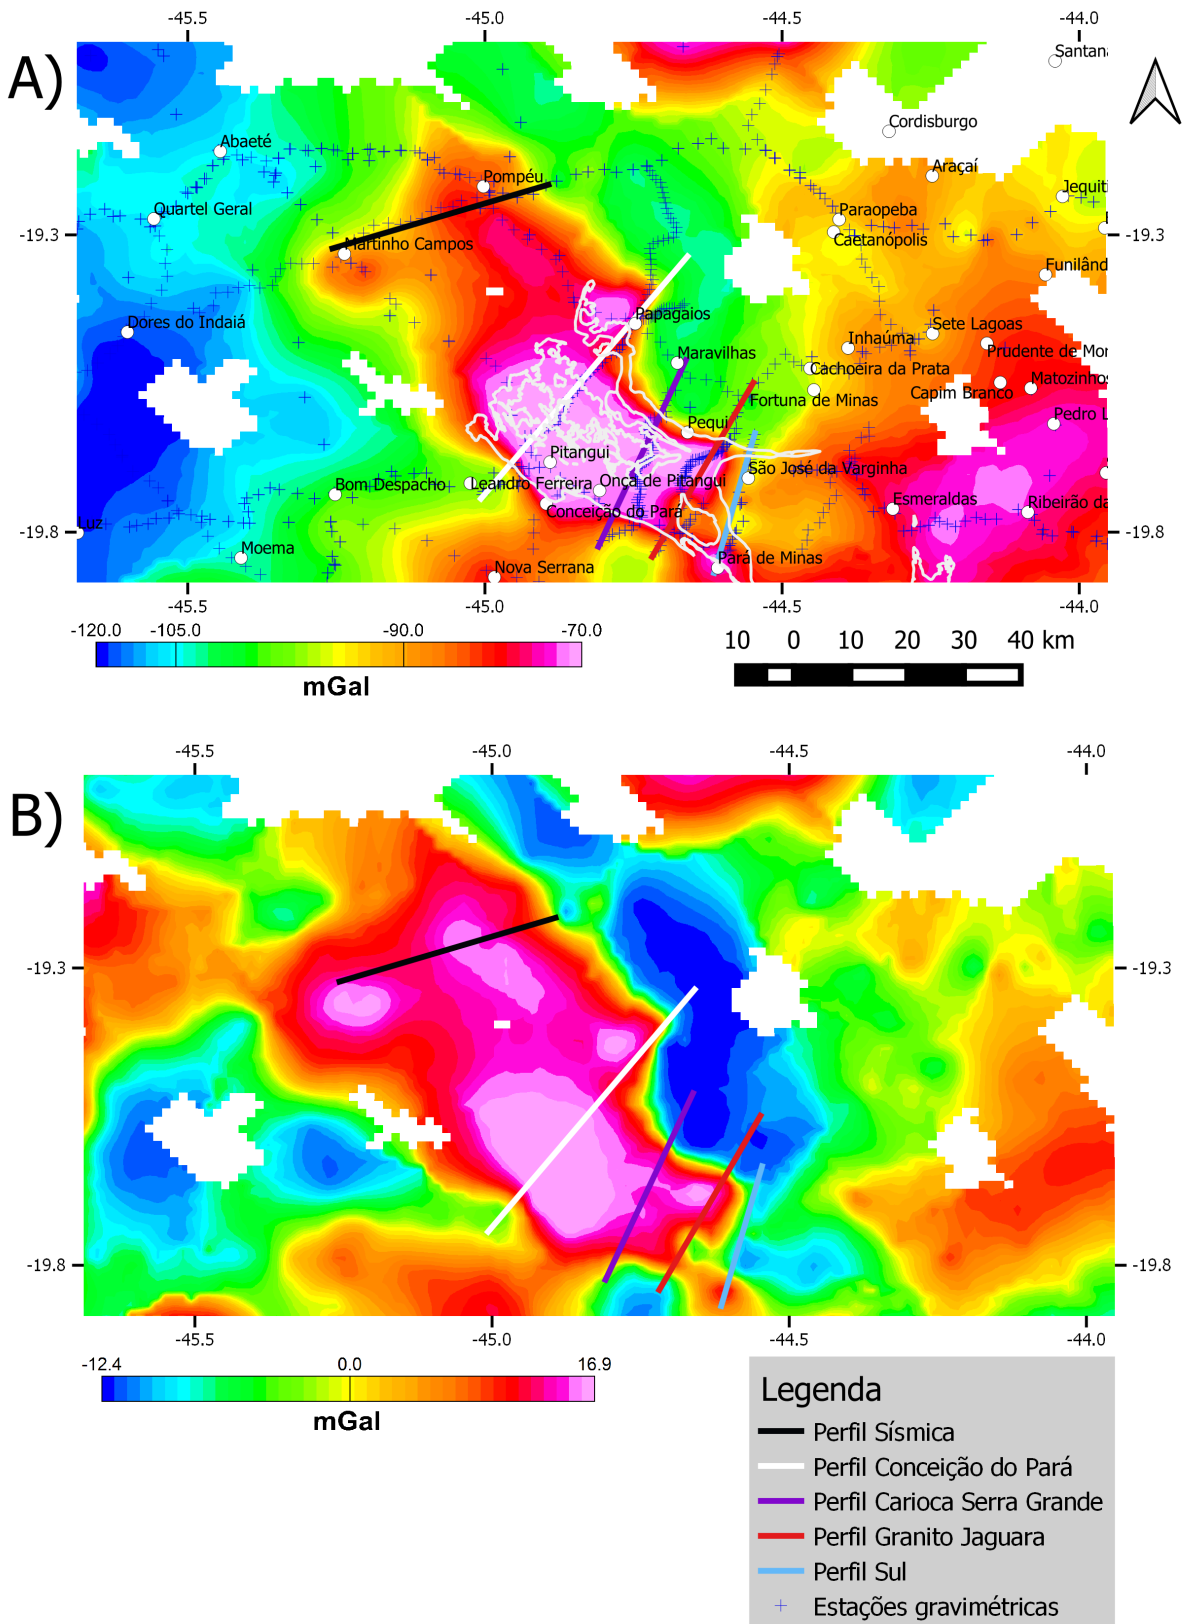 -45.5 -45.0 -44.5 -44.0
A)
Santan
Cordisburgo
Abaeté
Araçaí
Pompéu
Jequiti
Quartel Geral
Paraopeba
-19.3 Martinho Campos Caetanópolis -19.3
Funilând
Dores do Indaiá Papagaios Sete Lagoas
Inhaúma Prudente de Mor
Maravilhas
Cachoeira da Prata Matozinhos
Capim Branco
Fortuna de Minas
Pequi Pedro L
Pitangui
São José da Varginha
Bom Despacho Leandro Ferreira Onça de Pitangui
Esmeraldas Ribeirão da
Conceição do Pará
-19.8 Luz -19.8
Moema Pará de Minas
Nova Serrana
-45.5 -45.0 -44.5 -44.0
-120.0 -105.0 -90.0 -70.0
mGal
10 0 10 20 30 40 km
-45.5 -45.0 -44.5 -44.0
B)
-19.3 -19.3
-19.8 -19.8
-45.5 -45.0 -44.5 -44.0
-12.4 0.0 16.9
mGal
Legenda
Perfil Sísmica
Perfil Conceição do Pará
Perfil Carioca Serra Grande
Perfil Granito Jaguara
Perfil Sul
Estações gravimétricas